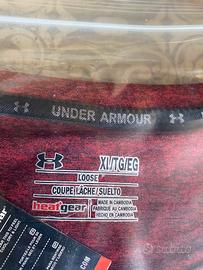 UNDER ARMOUR
XL/TG/EG
LOOSE
COUPE LÂCHE/SUELTO
heatgear
MADE IN CAMBODIA
FABRIQUÉ AU CAMBODGE
HECHO EN CAMBOYA
subito